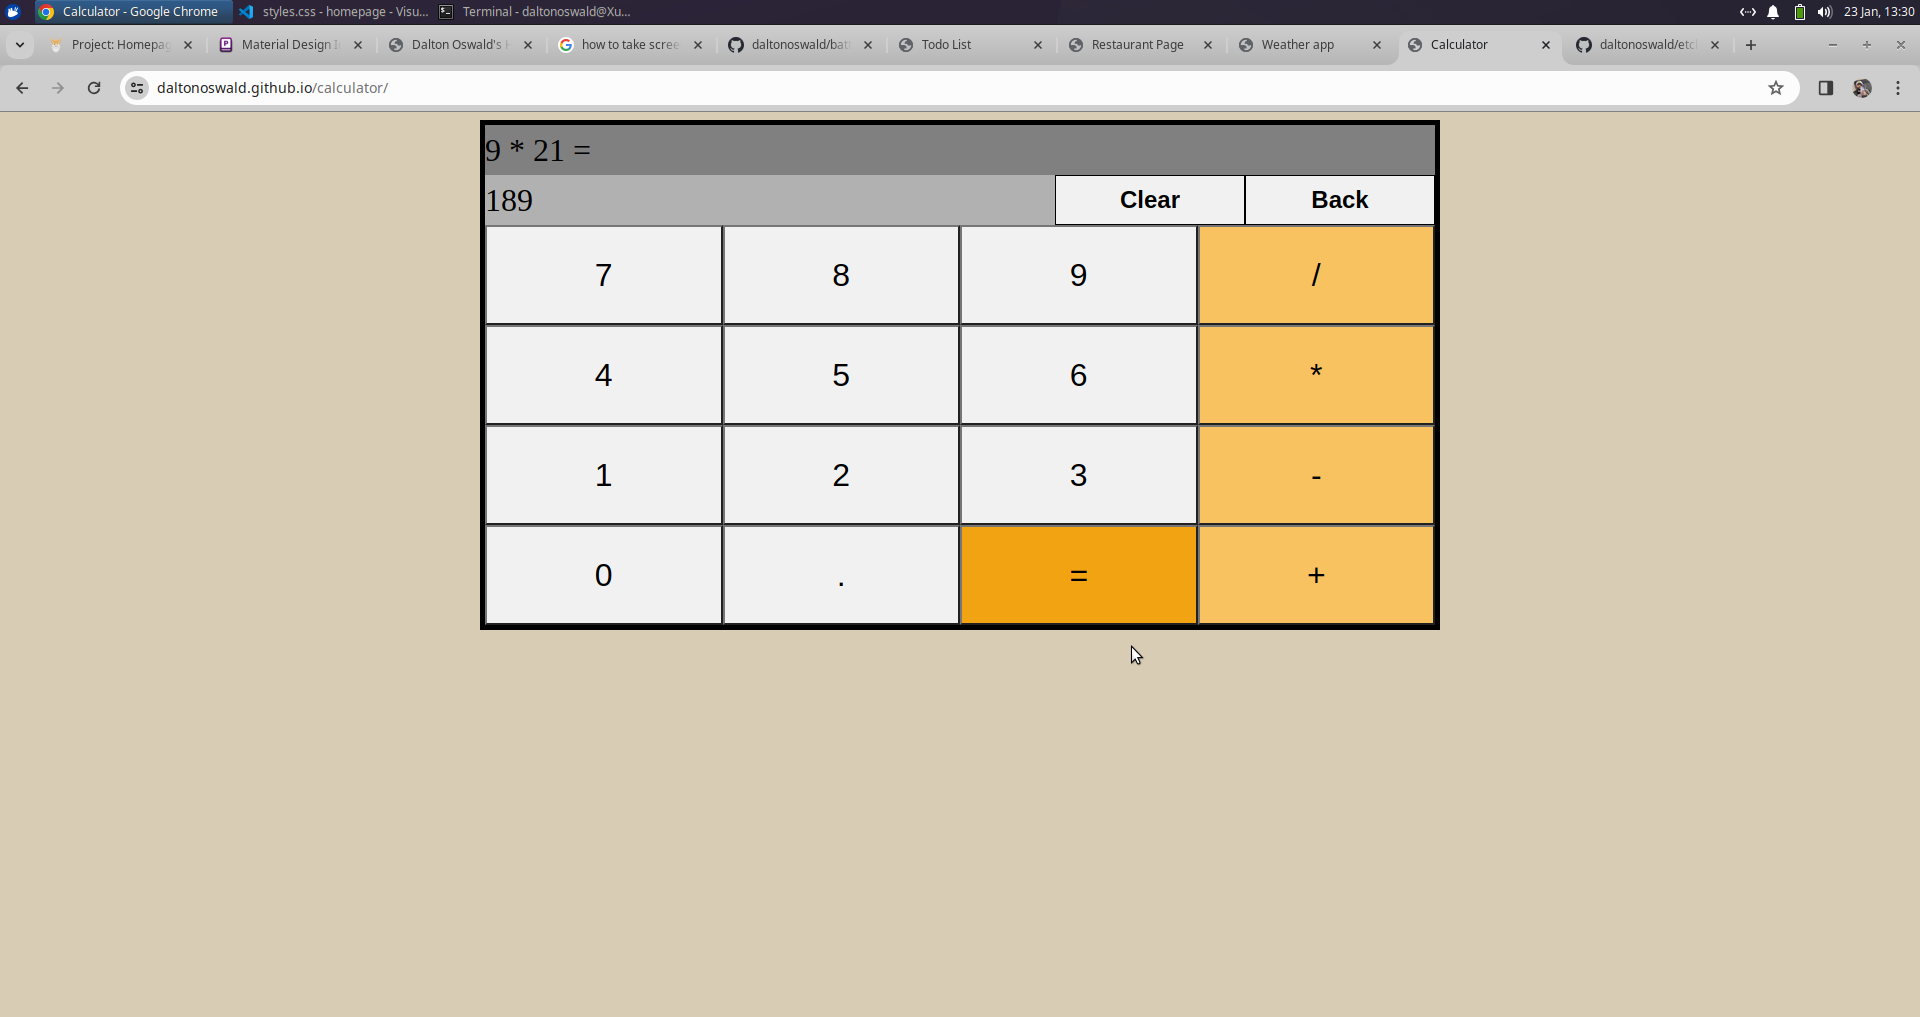 Calculator - Google Chrome styles.css - homepage - Visu... Terminal - daltonoswald@Xu... 23 Jan, 13:30
Project: Homepag Material Design I Dalton Oswald's H how to take scree daltonoswald/bat Todo List Restaurant Page Weather app Calculator daltonoswald/etc
daltonoswald.github.io/calculator/
9 * 21 =
189 Clear Back
7 8 9 /
4 5 6 *
1 2 3 -
0 . = +